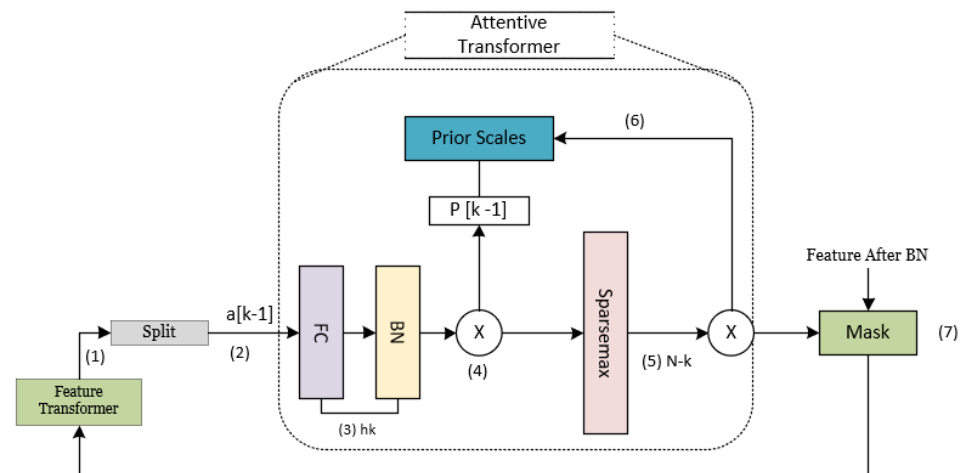 Attentive
Transformer
Prior Scales
(6)
P [k -1]
Feature After BN
a[k-1]
Split
(1)
(2)
FC
BN
X
(4)
Sparsemax
(5) N-k
X
Mask
(7)
Feature
Transformer
(3) hk